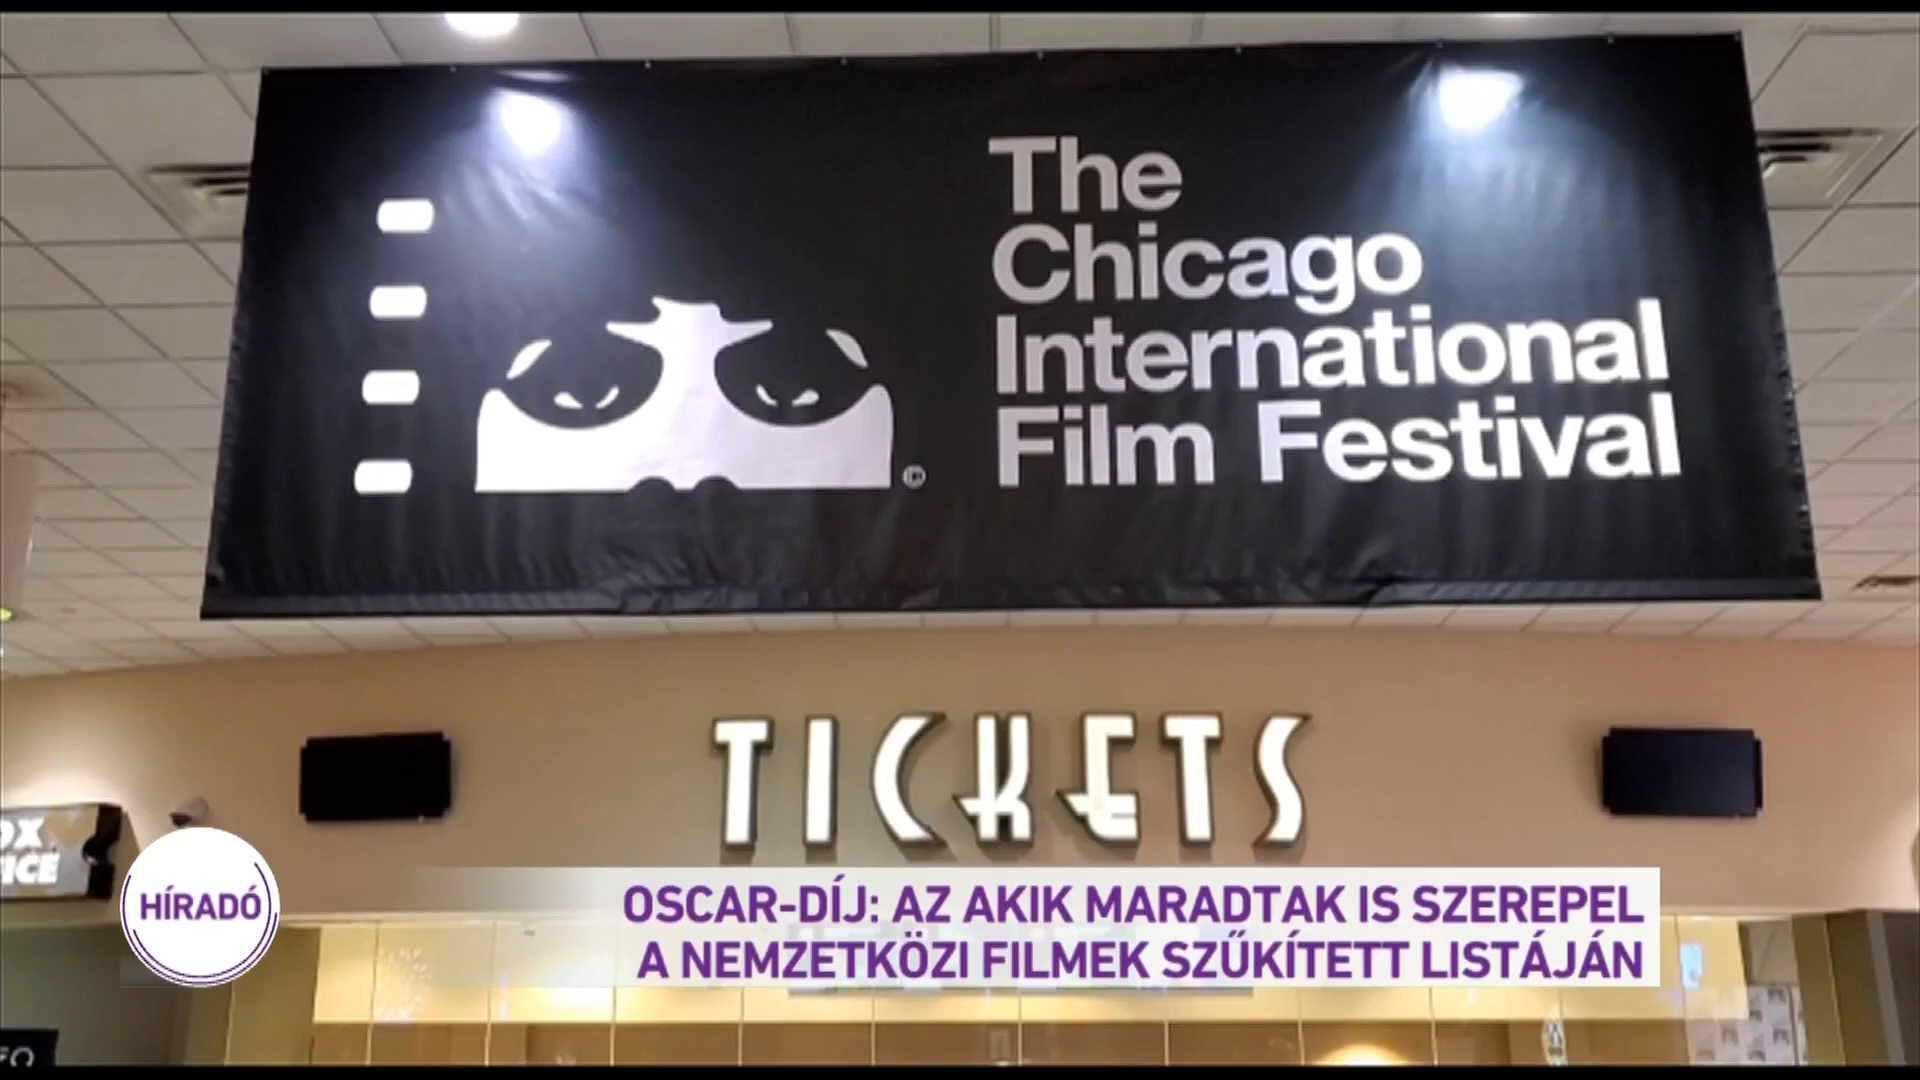 The
Chicago
International
Film Festival
©
TICKETS
HÍRADÓ
OSCAR-DÍJ: AZ AKIK MARADTAK IS SZEREPEL
A NEMZETKÖZI FILMEK SZŰKÍTETT LISTÁJÁN